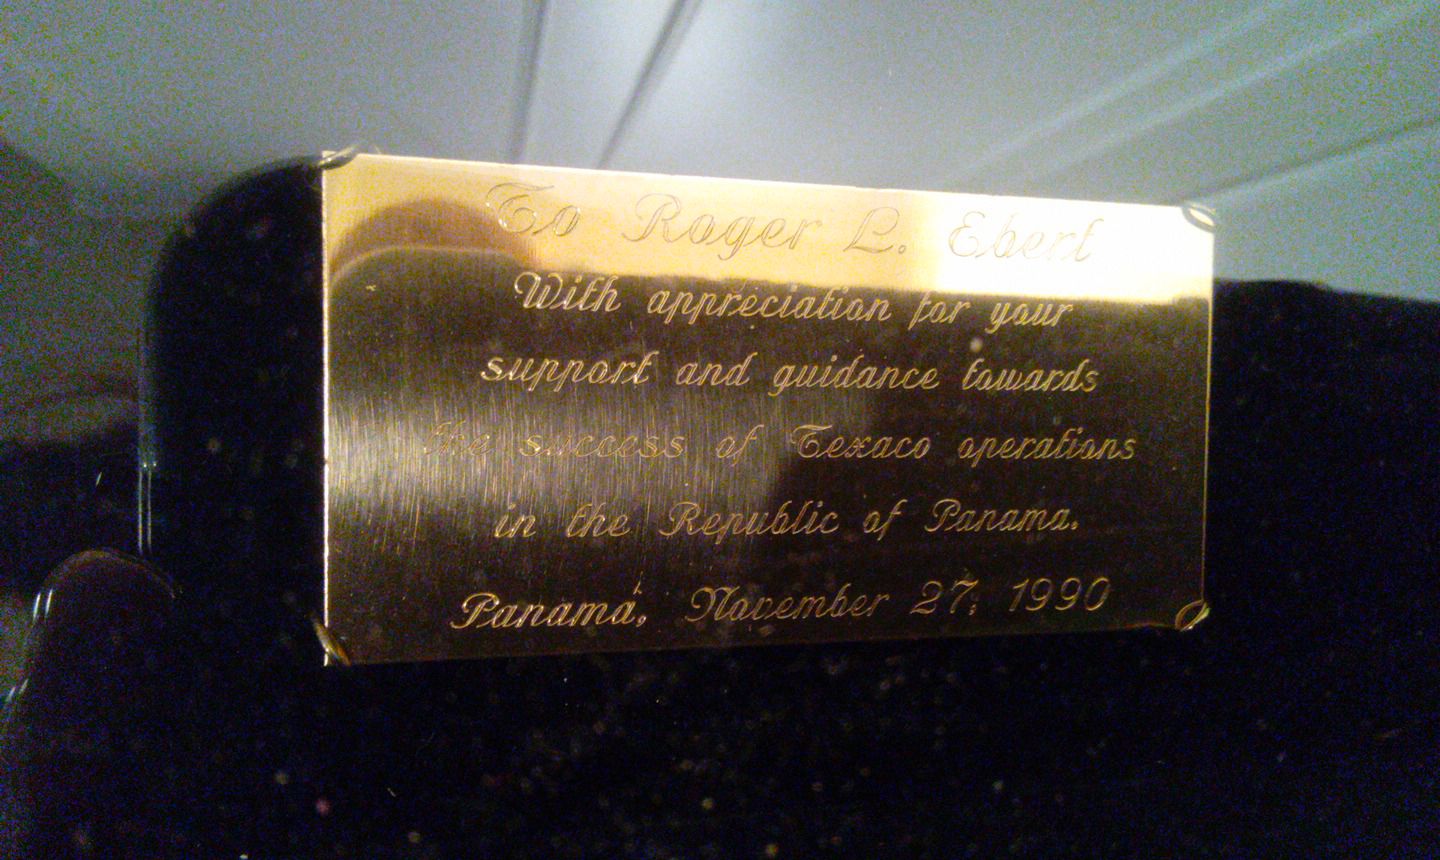 To Roger L. Ebert
With appreciation for your
support and guidance towards
the success of Texaco operations
in the Republic of Panama.
Panamá, November 27, 1990